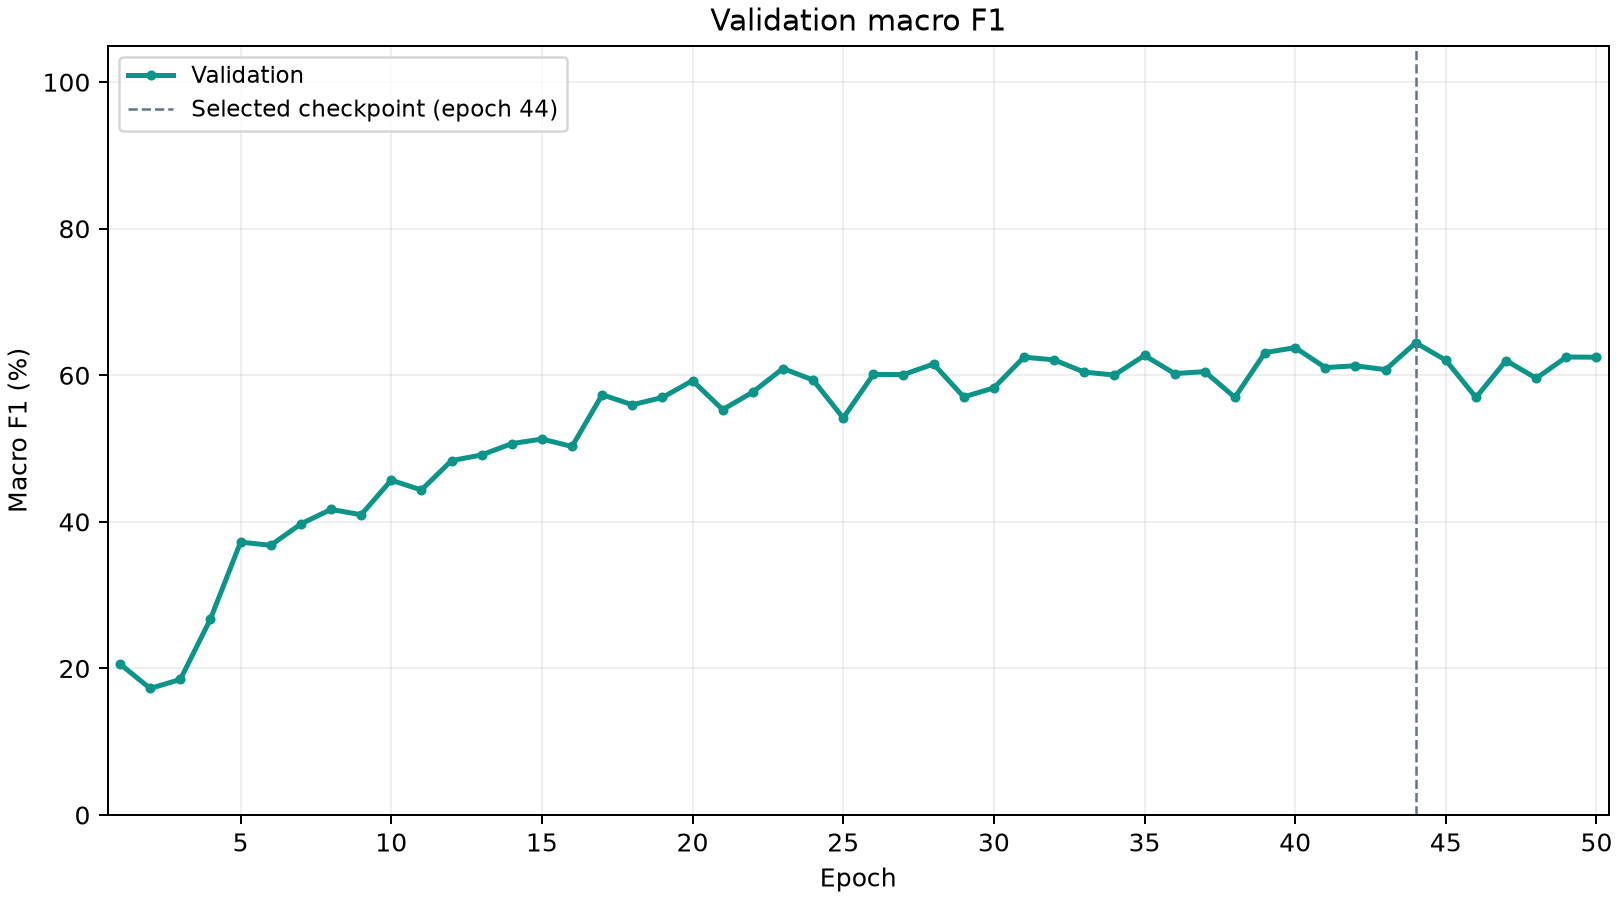 Validation macro F1
Validation
Selected checkpoint (epoch 44)
Macro F1 (%)
100
80
60
40
20
0
5 10 15 20 25 30 35 40 45 50
Epoch